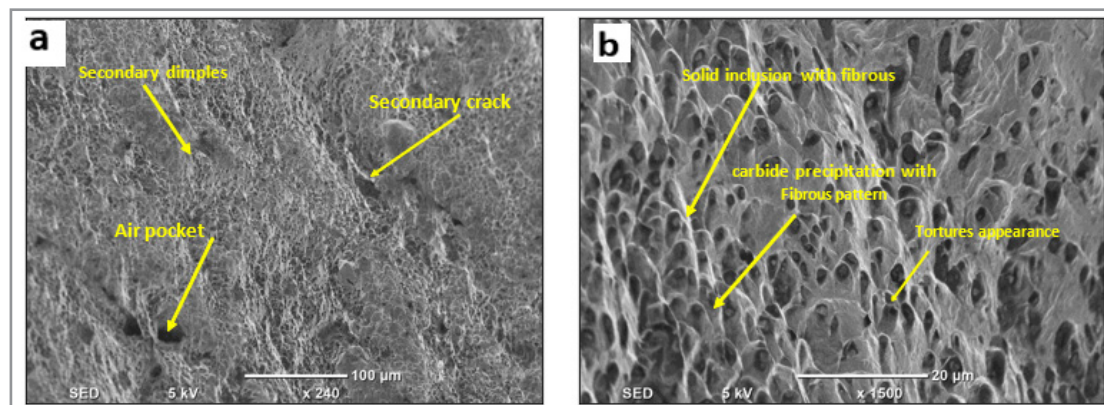 a
Secondary dimples
Secondary crack
Air pocket
100 µm
SED 5 kV x 240
b
Solid inclusion with fibrous
carbide precipitation with
Fibrous pattern
Tortures appearance
20 µm
SED 5 kV x 1500